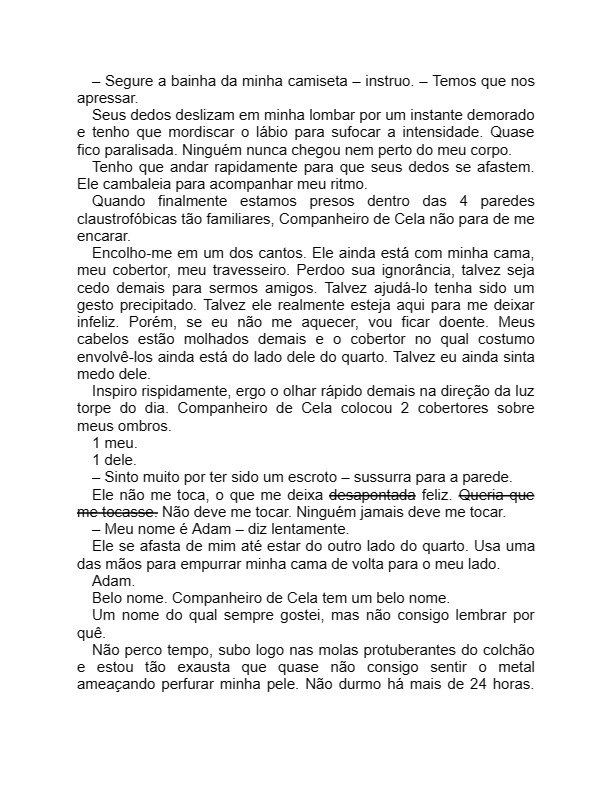 – Segure a bainha da minha camiseta – instruo. – Temos que nos
apressar.
Seus dedos deslizam em minha lombar por um instante demorado
e tenho que mordiscar o lábio para sufocar a intensidade. Quase
fico paralisada. Ninguém nunca chegou nem perto do meu corpo.
Tenho que andar rapidamente para que seus dedos se afastem.
Ele cambaleia para acompanhar meu ritmo.
Quando finalmente estamos presos dentro das 4 paredes
claustrofóbicas tão familiares, Companheiro de Cela não para de me
encarar.
Encolho-me em um dos cantos. Ele ainda está com minha cama,
meu cobertor, meu travesseiro. Perdoo sua ignorância, talvez seja
cedo demais para sermos amigos. Talvez ajudá-lo tenha sido um
gesto precipitado. Talvez ele realmente esteja aqui para me deixar
infeliz. Porém, se eu não me aquecer, vou ficar doente. Meus
cabelos estão molhados demais e o cobertor no qual costumo
envolvê-los ainda está do lado dele do quarto. Talvez eu ainda sinta
medo dele.
Inspiro rispidamente, ergo o olhar rápido demais na direção da luz
torpe do dia. Companheiro de Cela colocou 2 cobertores sobre
meus ombros.
1 meu.
1 dele.
– Sinto muito por ter sido um escroto – sussurra para a parede.
Ele não me toca, o que me deixa desapontada feliz. Queria que
me tocasse. Não deve me tocar. Ninguém jamais deve me tocar.
– Meu nome é Adam – diz lentamente.
Ele se afasta de mim até estar do outro lado do quarto. Usa uma
das mãos para empurrar minha cama de volta para o meu lado.
Adam.
Belo nome. Companheiro de Cela tem um belo nome.
Um nome do qual sempre gostei, mas não consigo lembrar por
quê.
Não perco tempo, subo logo nas molas protuberantes do colchão
e estou tão exausta que quase não consigo sentir o metal
ameaçando perfurar minha pele. Não durmo há mais de 24 horas.